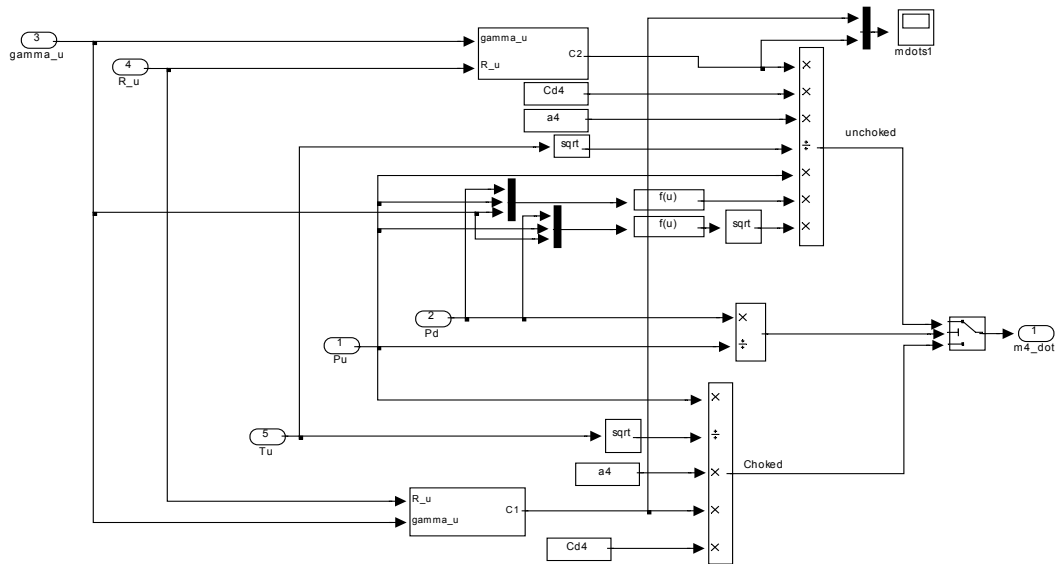 3
gamma_u
4
R_u
gamma_u
R_u
C2
mdots1
Cd4
a4
sqrt
×
×
×
÷
×
×
×
unchoked
f(u)
f(u)
sqrt
2
Pd
1
Pu
×
÷
1
m4_dot
5
Tu
sqrt
a4
×
÷
×
×
×
Choked
R_u
gamma_u
C1
Cd4